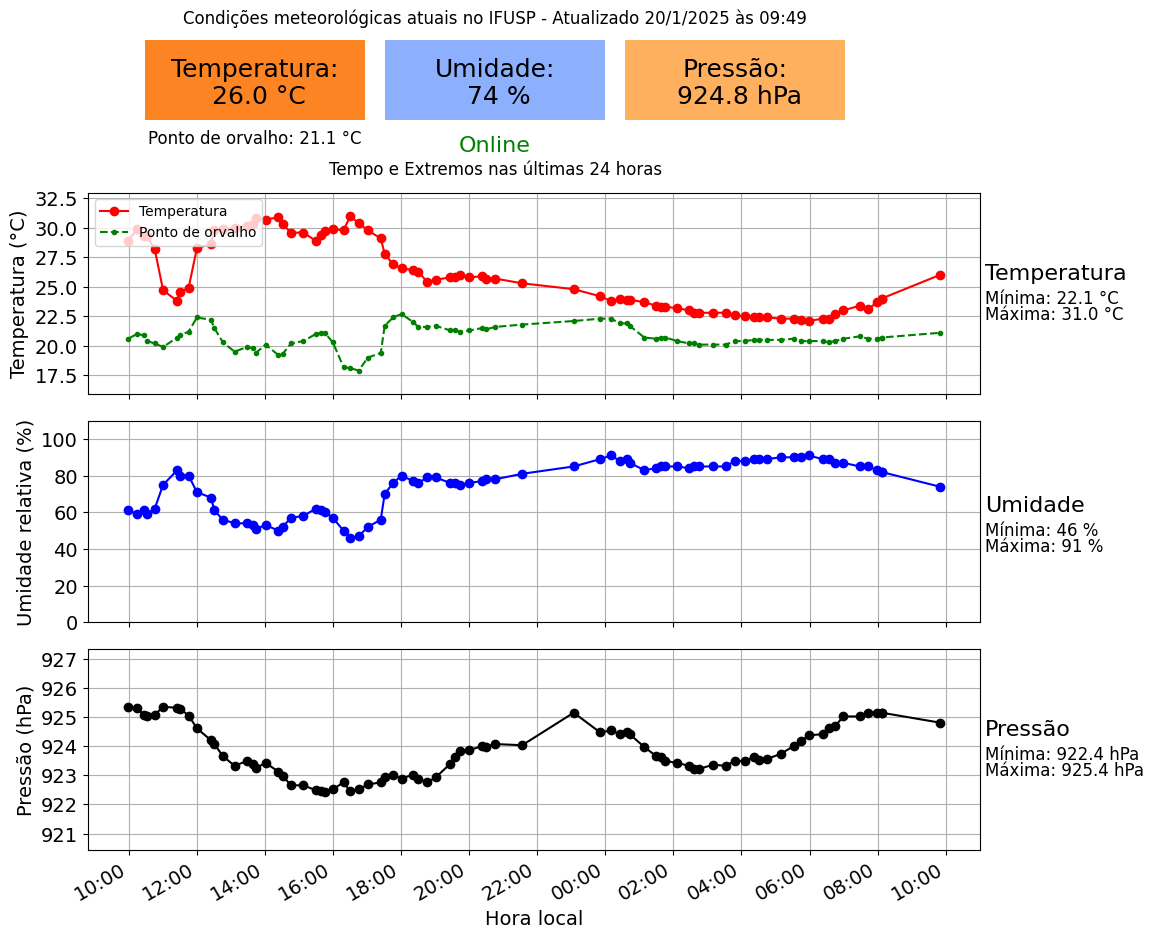 Condições meteorológicas atuais no IFUSP - Atualizado 20/1/2025 às 09:49
Temperatura:
26.0 °C
Umidade:
74 %
Pressão:
924.8 hPa
Ponto de orvalho: 21.1 °C
Online
Tempo e Extremos nas últimas 24 horas
Temperatura (°C)
32.5
30.0
27.5
25.0
22.5
20.0
17.5
Temperatura
Ponto de orvalho
Temperatura
Mínima: 22.1 °C
Máxima: 31.0 °C
Umidade relativa (%)
100
80
60
40
20
0
Umidade
Mínima: 46 %
Máxima: 91 %
Pressão (hPa)
927
926
925
924
923
922
921
Pressão
Mínima: 922.4 hPa
Máxima: 925.4 hPa
10:00
12:00
14:00
16:00
18:00
20:00
22:00
00:00
02:00
04:00
06:00
08:00
10:00
Hora local